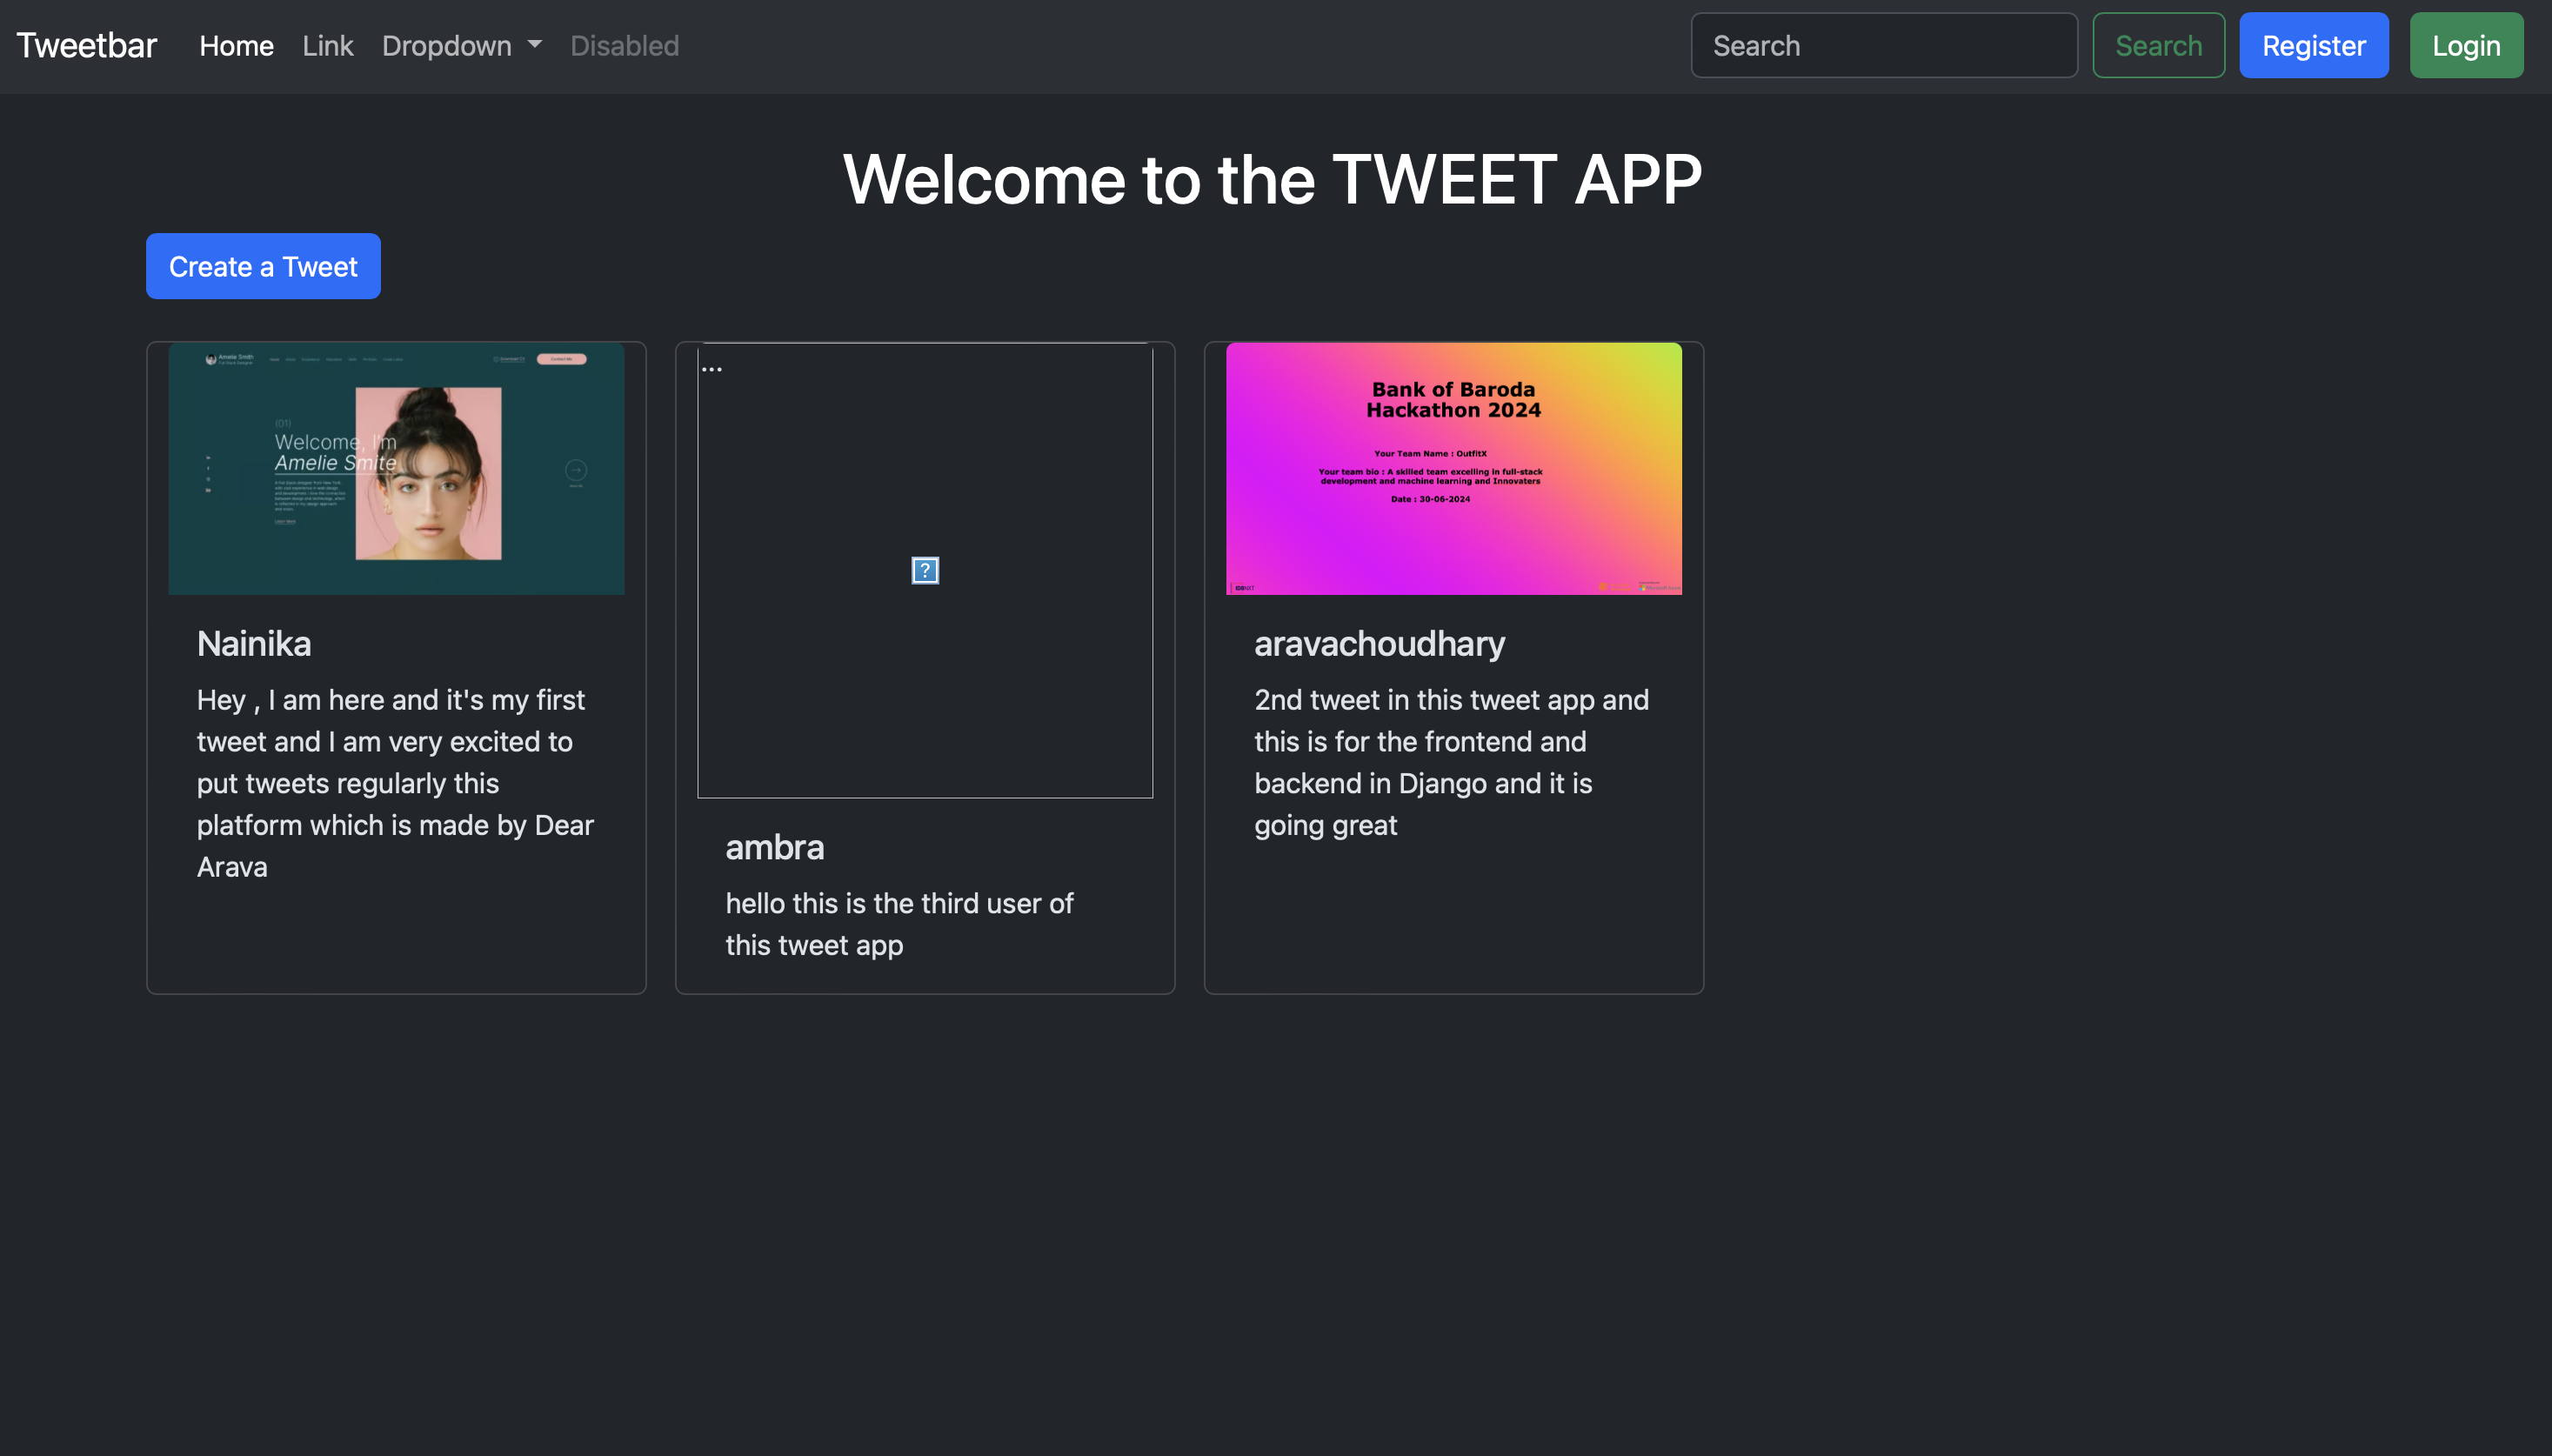 Tweetbar Home Link Dropdown Disabled Search Search Register Login
Welcome to the TWEET APP
Create a Tweet
Amelie Smith
Contact Me
(01)
Welcome, I'm
Amelie Smite
Nainika
Hey , I am here and it's my first
tweet and I am very excited to
put tweets regularly this
platform which is made by Dear
Arava
...
?
ambra
hello this is the third user of
this tweet app
Bank of Baroda
Hackathon 2024
Your Team Name : OutfitX
Your team bio : A skilled team excelling in full-stack
development and machine learning and Innovaters
Date : 30-06-2024
aravachoudhary
2nd tweet in this tweet app and
this is for the frontend and
backend in Django and it is
going great